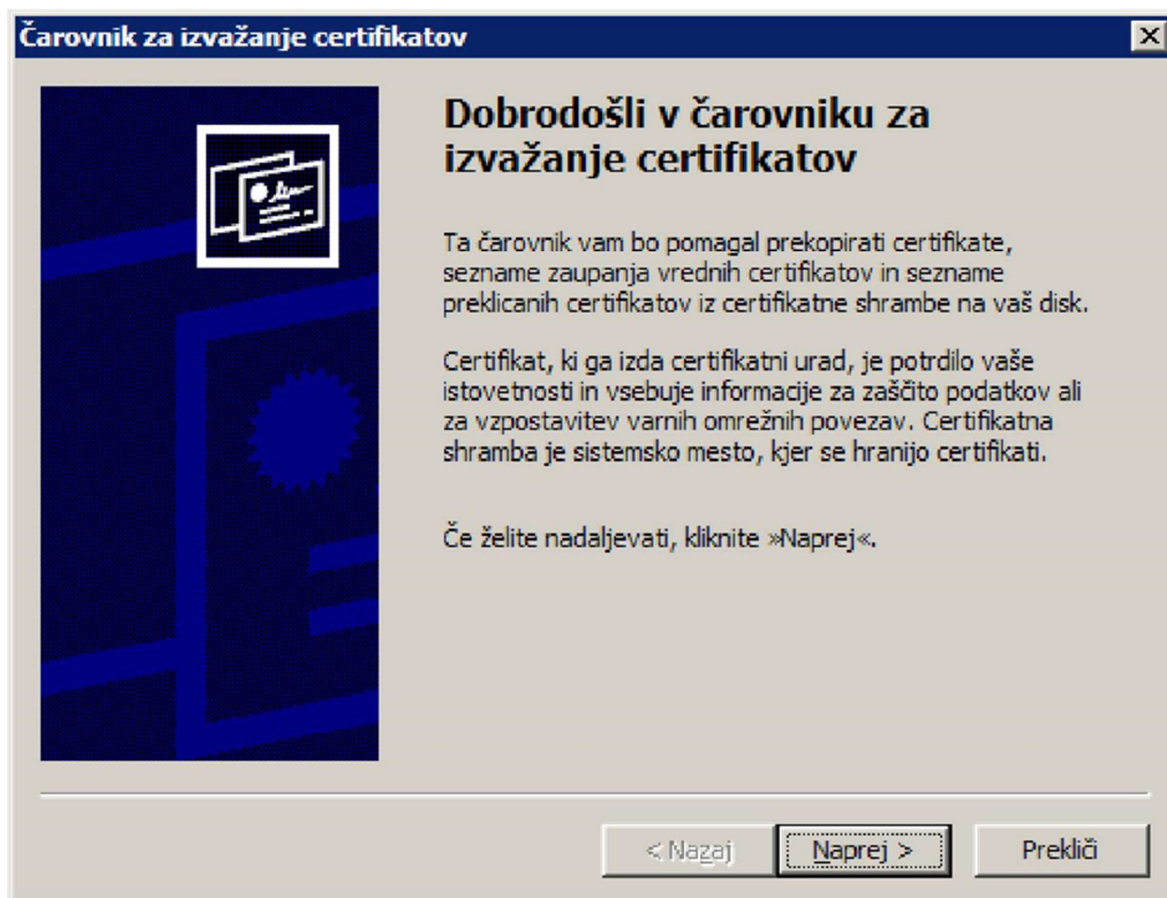 Čarovnik za izvažanje certifikatov
Dobrodošli v čarovniku za
izvažanje certifikatov
Ta čarovnik vam bo pomagal prekopirati certifikate,
sezname zaupanja vrednih certifikatov in sezname
preklicanih certifikatov iz certifikatne shrambe na vaš disk.
Certifikat, ki ga izda certifikatni urad, je potrdilo vaše
istovetnosti in vsebuje informacije za zaščito podatkov ali
za vzpostavitev varnih omrežnih povezav. Certifikatna
shramba je sistemsko mesto, kjer se hranijo certifikati.
Če želite nadaljevati, kliknite »Naprej«.
< Nazaj Naprej > Prekliči